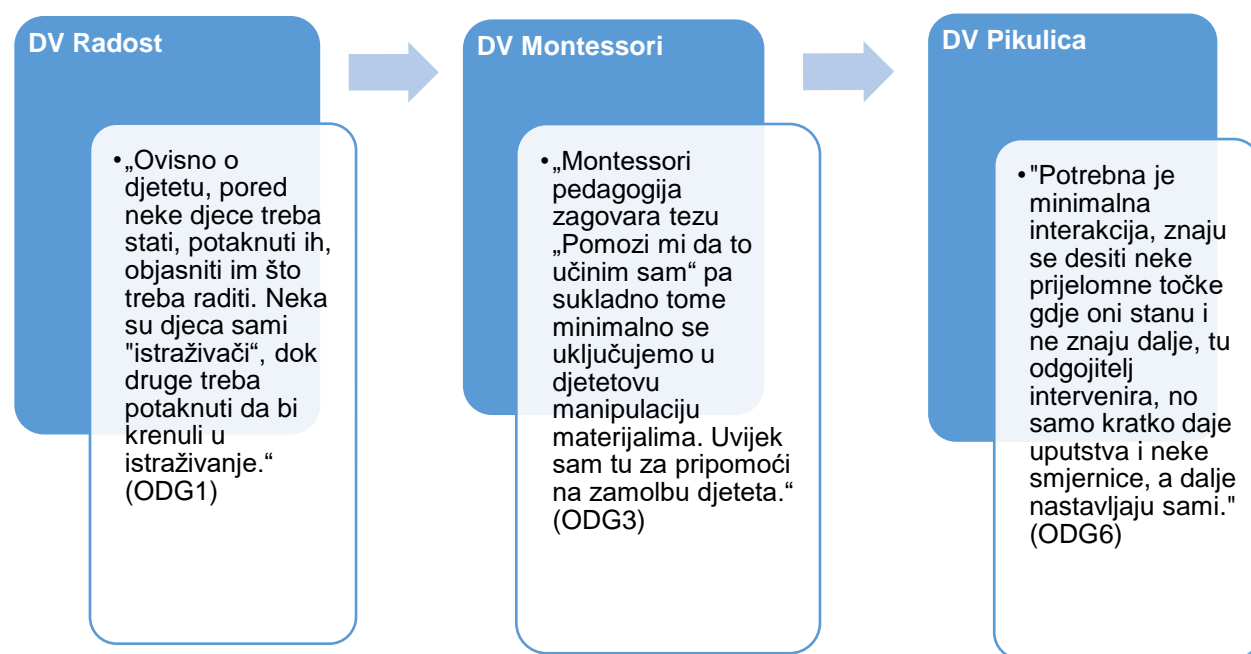 DV Radost
•„Ovisno o
djetetu, pored
neke djece treba
stati, potaknuti ih,
objasniti im što
treba raditi. Neka
su djeca sami
"istraživači“, dok
druge treba
potaknuti da bi
krenuli u
istraživanje.“
(ODG1)
DV Montessori
•„Montessori
pedagogija
zagovara tezu
„Pomozi mi da to
učinim sam“ pa
sukladno tome
minimalno se
uključujemo u
djetetovu
manipulaciju
materijalima. Uvijek
sam tu za pripomoći
na zamolbu djeteta.“
(ODG3)
DV Pikulica
•"Potrebna je
minimalna
interakcija, znaju
se desiti neke
prijelomne točke
gdje oni stanu i
ne znaju dalje, tu
odgojitelj
intervenira, no
samo kratko daje
uputstva i neke
smjernice, a dalje
nastavljaju sami."
(ODG6)